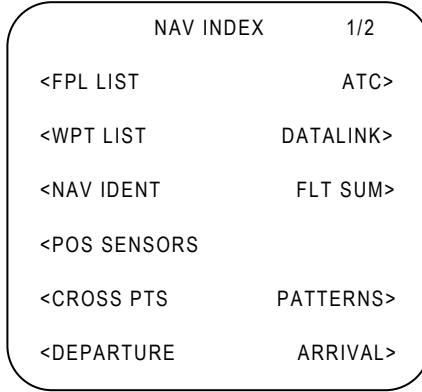 NAV INDEX 1/2
<FPL LIST ATC>
<WPT LIST DATALINK>
<NAV IDENT FLT SUM>
<POS SENSORS
<CROSS PTS PATTERNS>
<DEPARTURE ARRIVAL>